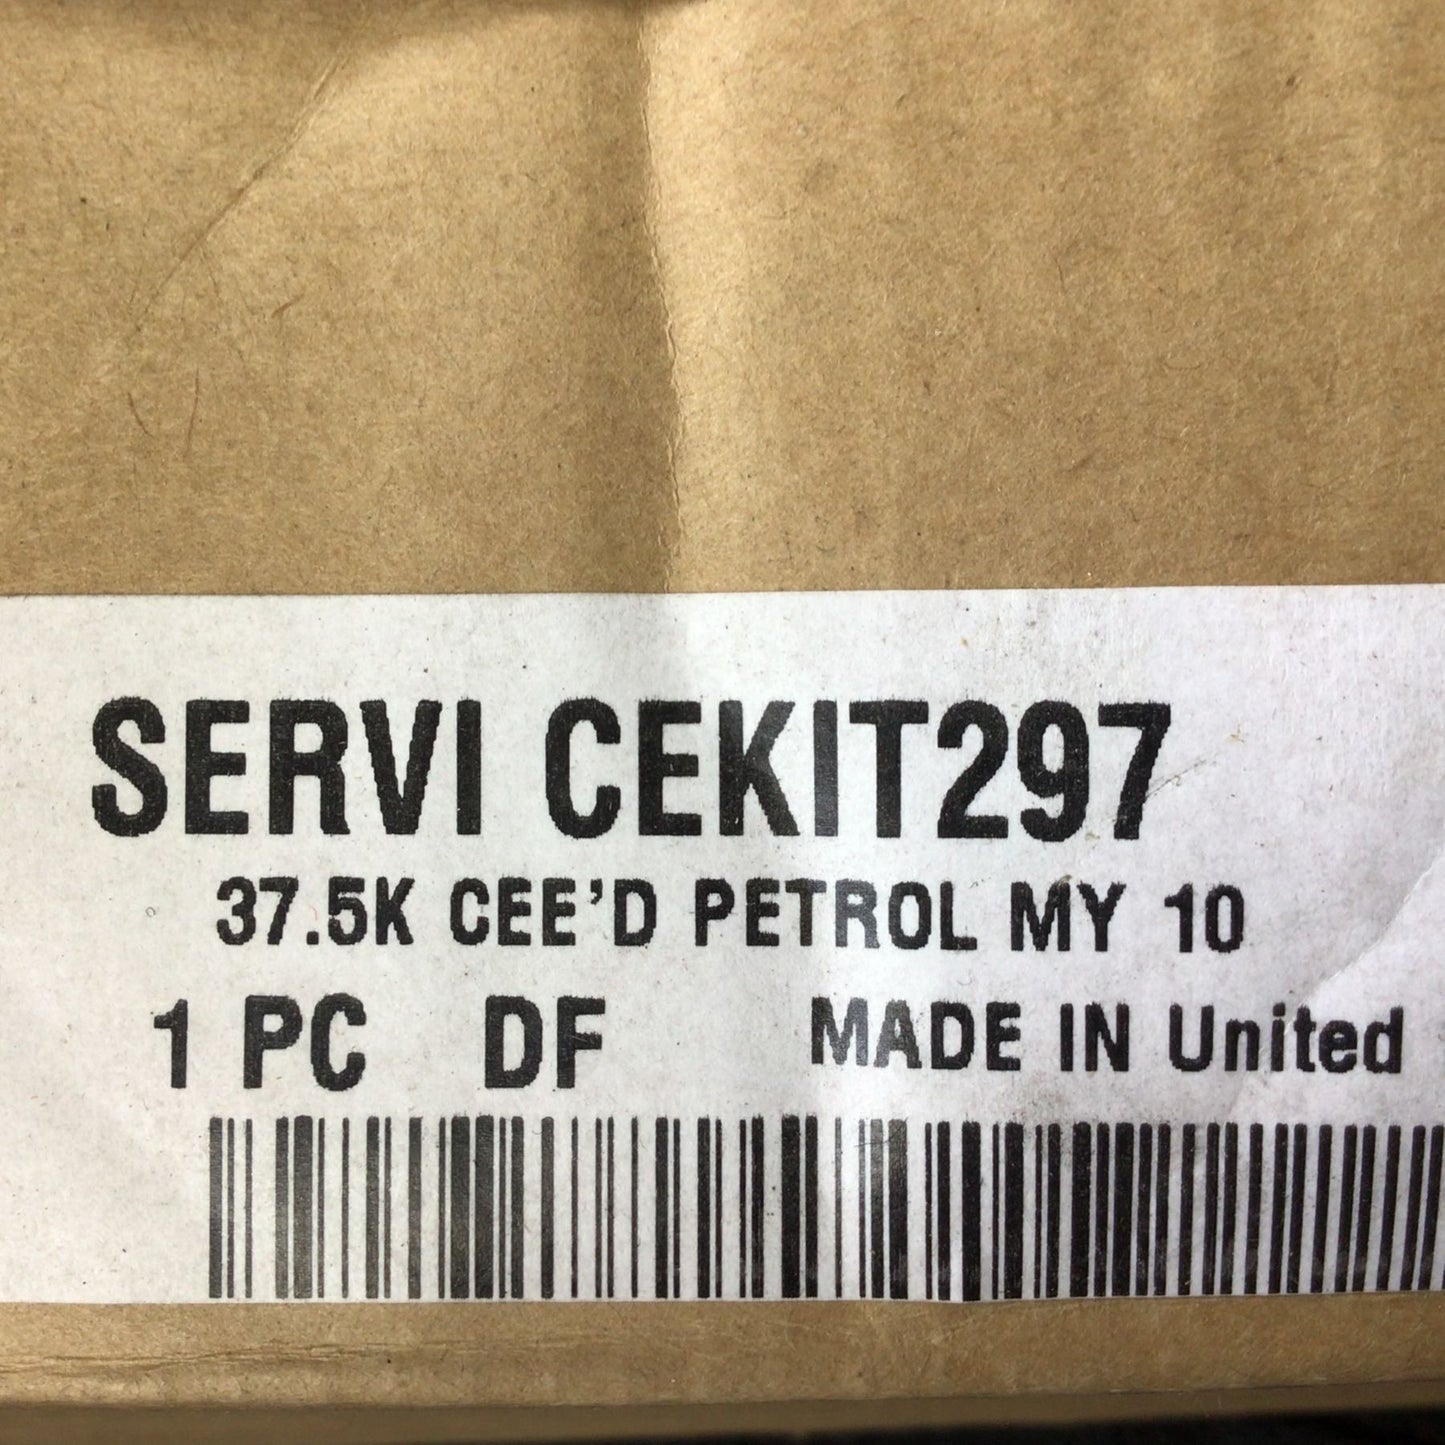 SERVI CEKIT297
37.5K CEE'D PETROL MY 10
1 PC DF MADE IN United